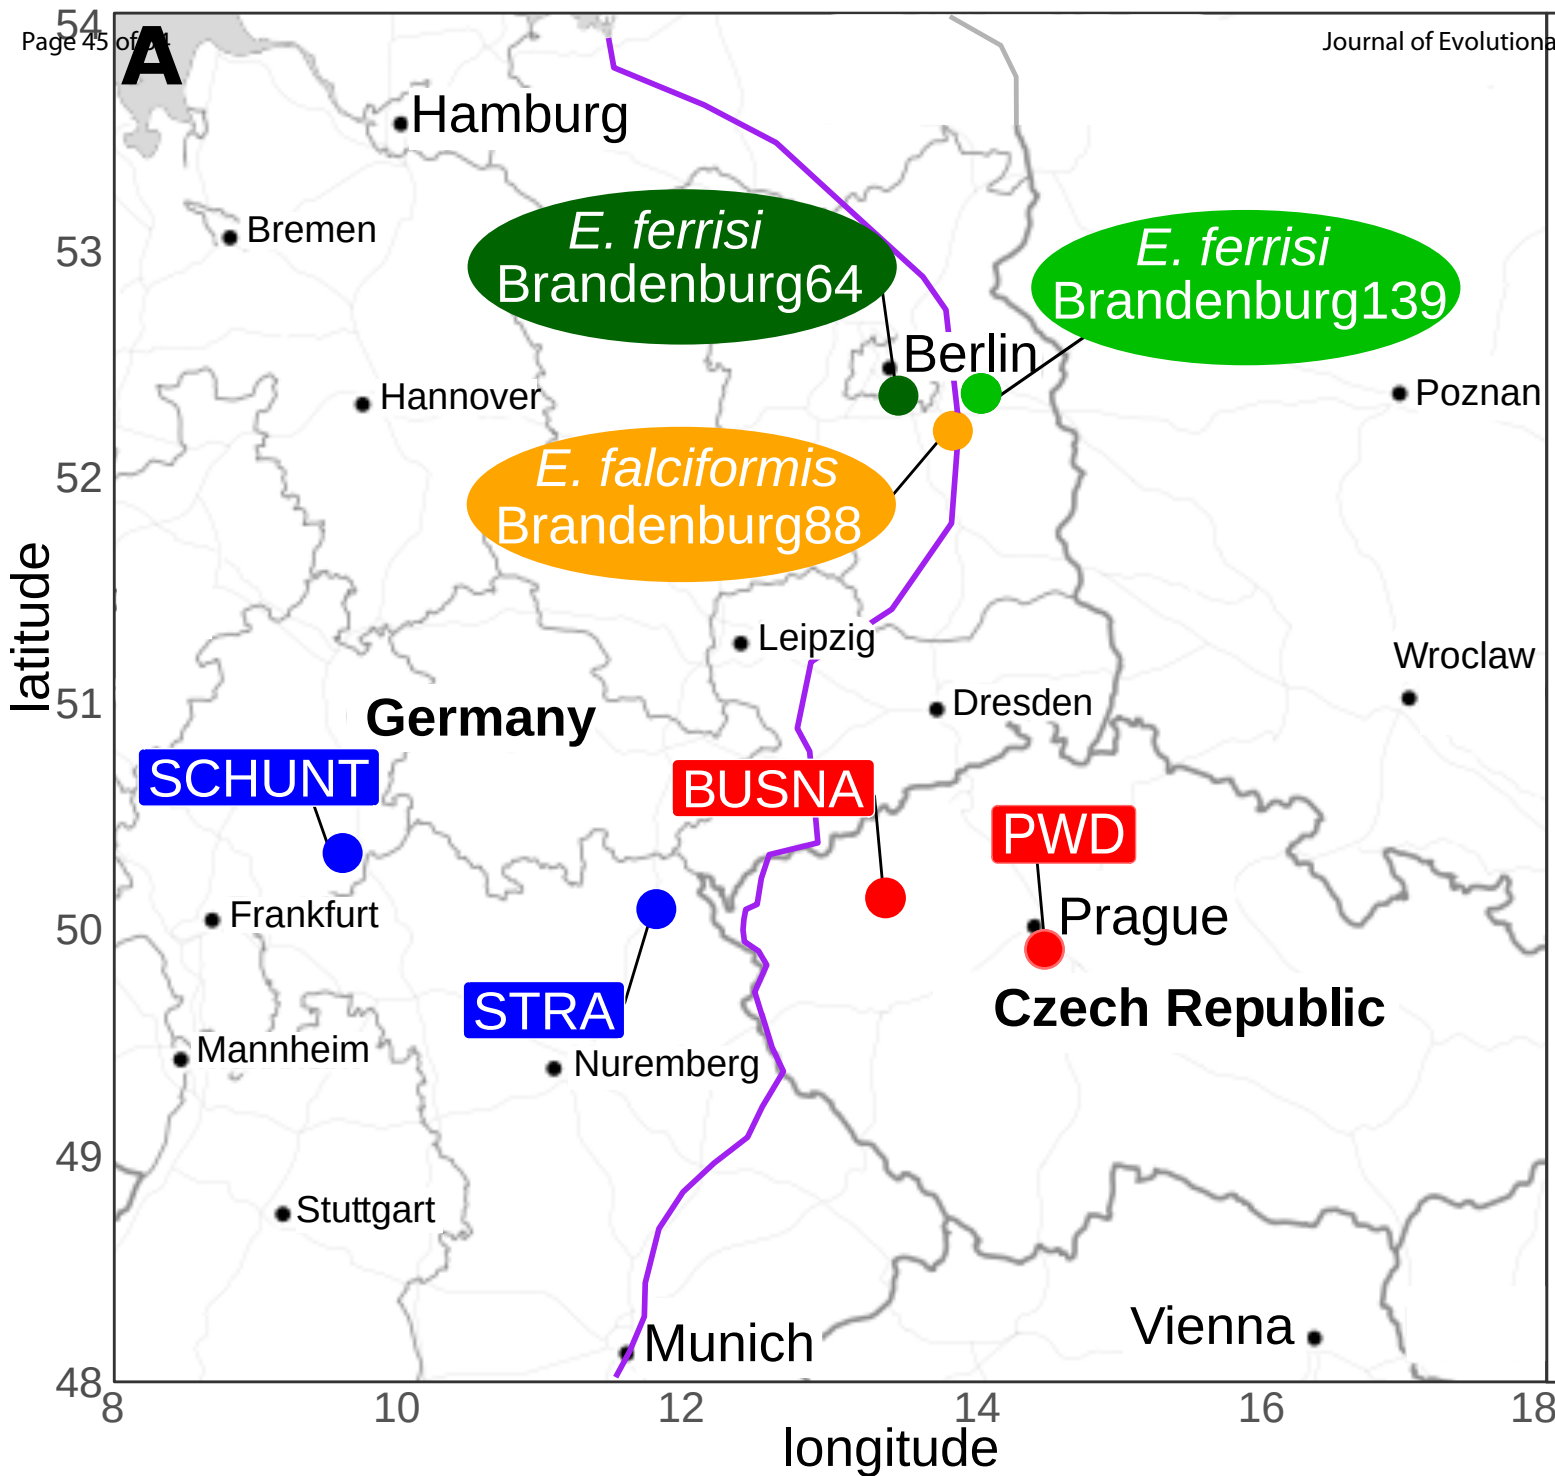 54
Page 45 of
Journal of Evolutiona
A
Hamburg
E. ferrisi
Brandenburg64
E. ferrisi
Brandenburg139
Bremen
53
Berlin
Hannover
Poznan
52
E. falciformis
Brandenburg88
latitude
Leipzig
Wroclaw
51
Dresden
Germany
SCHUNT
BUSNA
PWD
50
Frankfurt
Prague
STRA
Czech Republic
Mannheim
Nuremberg
49
Stuttgart
Vienna
Munich
48
8
10
12
14
16
18
longitude